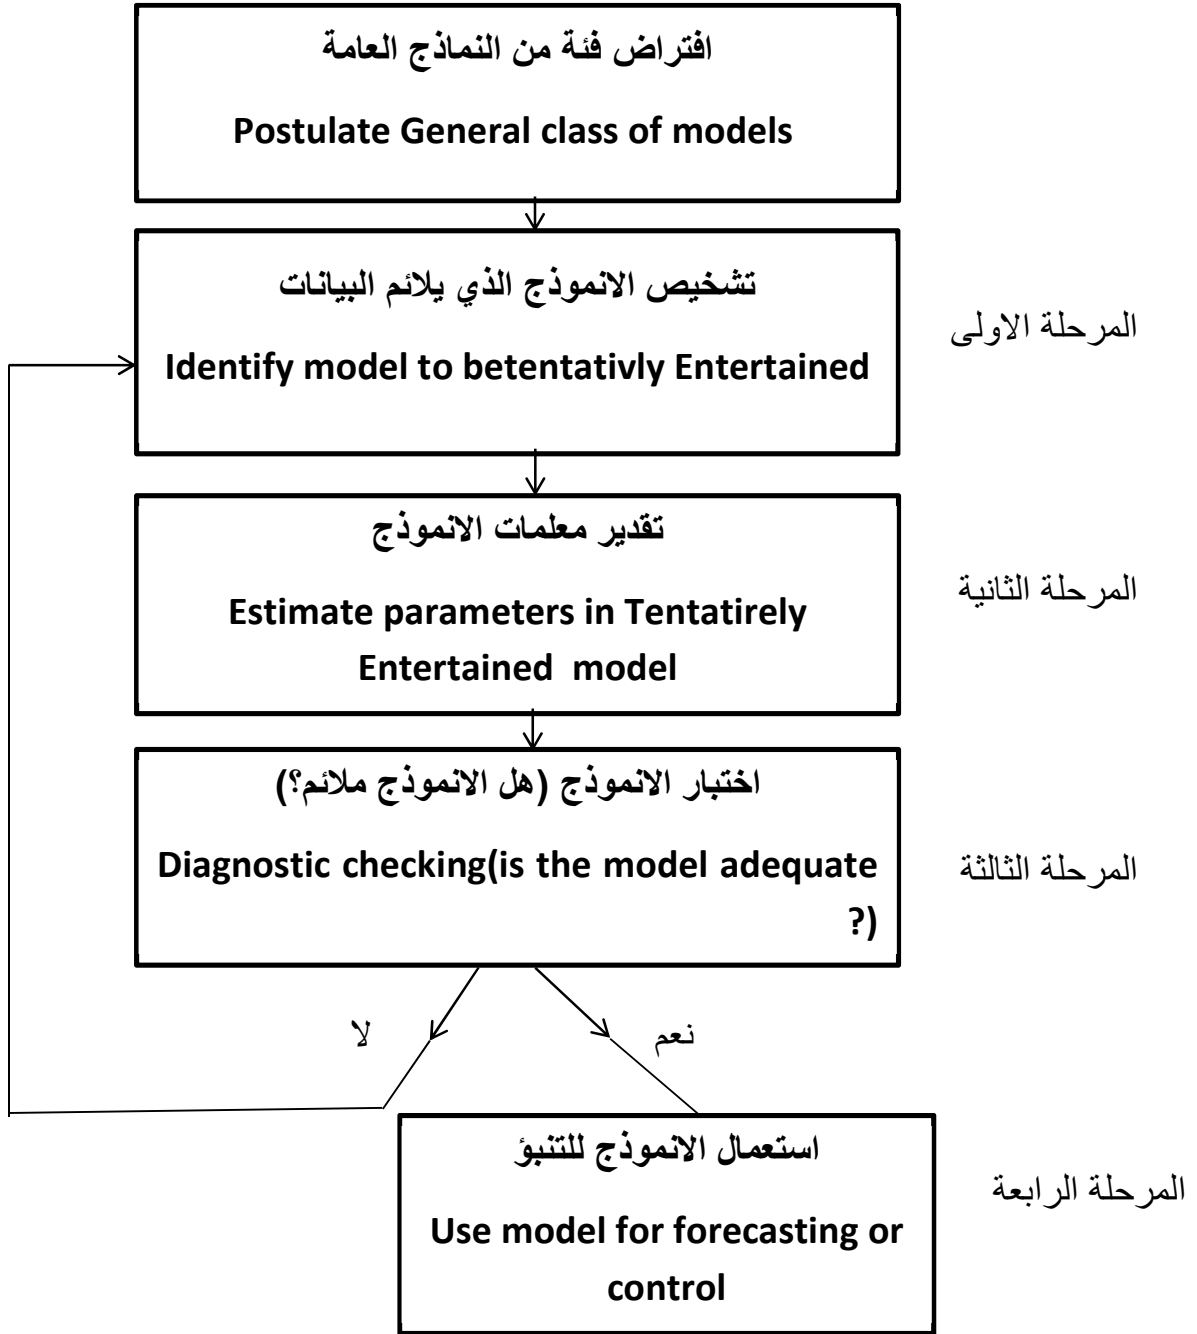 افتراض فئة من النماذج العامة
Postulate General class of models
تشخيص الانموذج الذي يلائم البيانات
المرحلة الاولى
Identify model to betentativly Entertained
تقدير معلمات الانموذج
المرحلة الثانية
Estimate parameters in Tentatirely
Entertained model
اختبار الانموذج (هل الانموذج ملائم؟)
المرحلة الثالثة
Diagnostic checking(is the model adequate
?)
لا
نعم
استعمال الانموذج للتنبؤ
المرحلة الرابعة
Use model for forecasting or
control